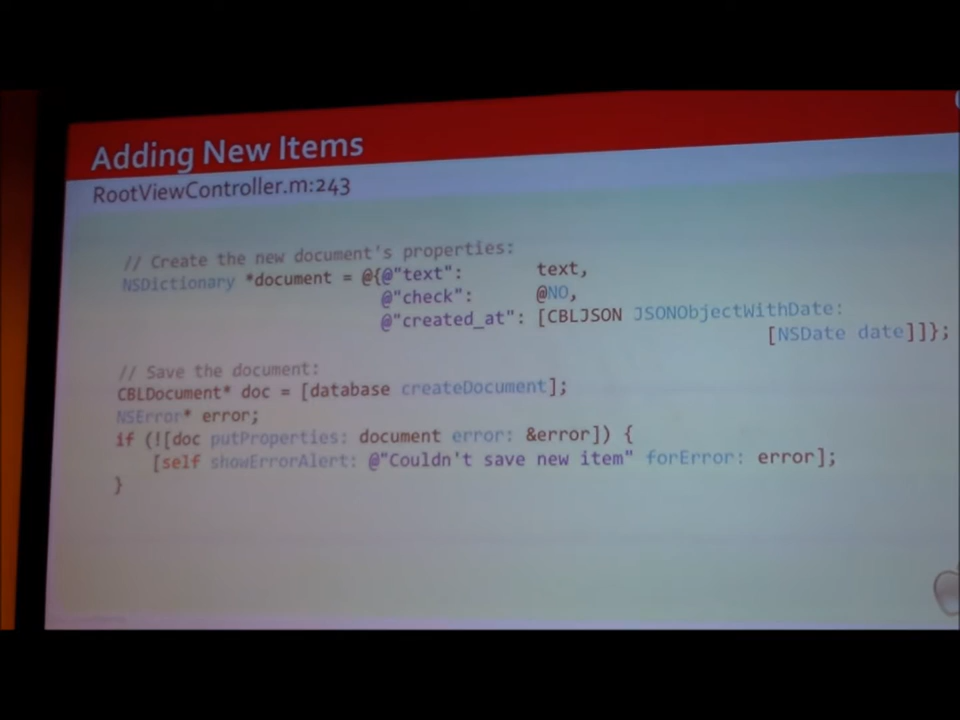 Adding New Items
RootViewController.m:243
// Create the new document's properties:
NSDictionary *document = @{@"text": text,
@"check": @NO,
@"created_at": [CBLJSON JSONObjectWithDate:
[NSDate date]]};
// Save the document:
CBLDocument* doc = [database createDocument];
NSError* error;
if (![doc putProperties: document error: &error]) {
[self showErrorAlert: @"Couldn't save new item" forError: error];
}